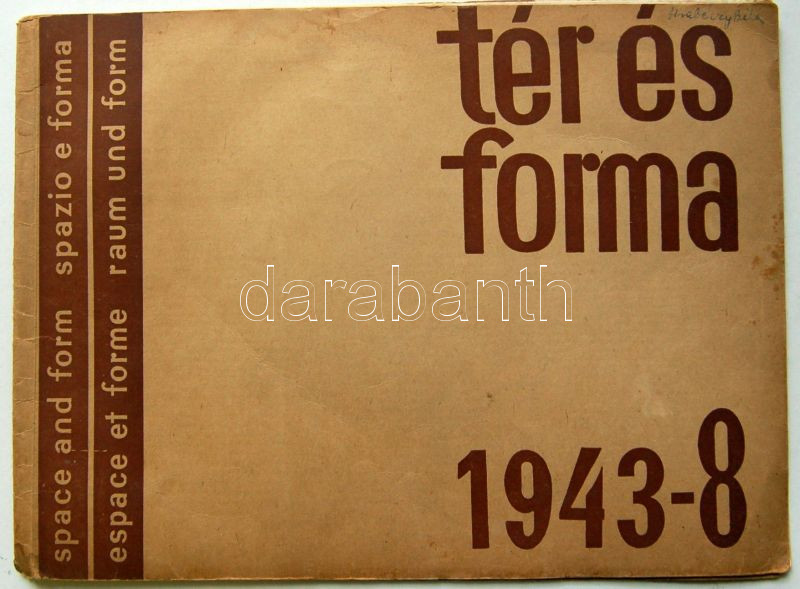 tér és
forma
space and form spazio e forma
espace et forme raum und form
darabanth
1943-8